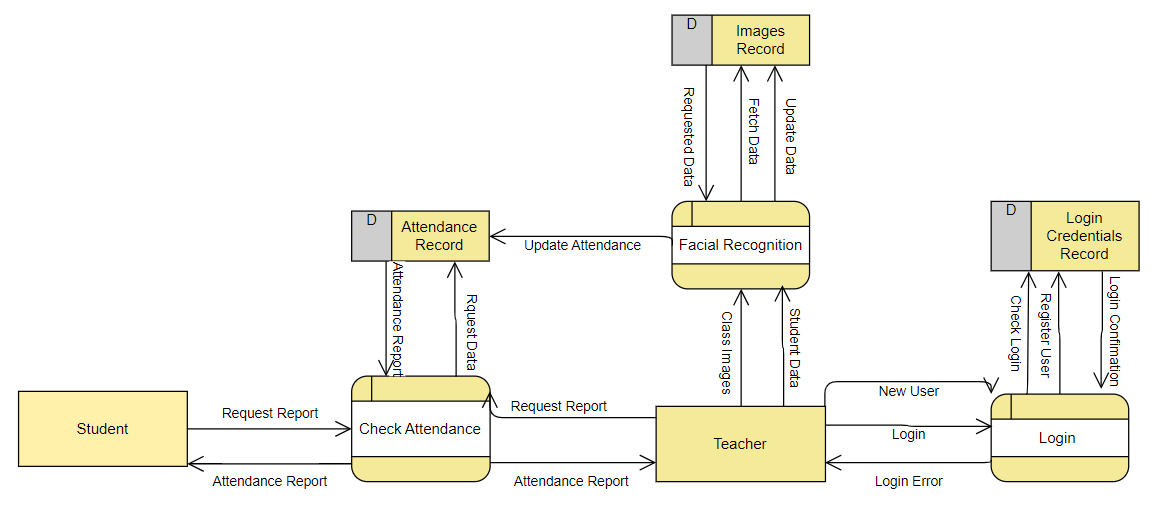 D
Images
Record
Requested Data
Fetch Data
Update Data
D
Attendance
Record
Update Attendance
Facial Recognition
D
Login
Credentials
Record
Attendance Report
Rquest Data
Class Images
Student Data
Check Login
Register User
Login Confimation
Student
Request Report
Check Attendance
Request Report
Teacher
New User
Login
Login
Attendance Report
Attendance Report
Login Error